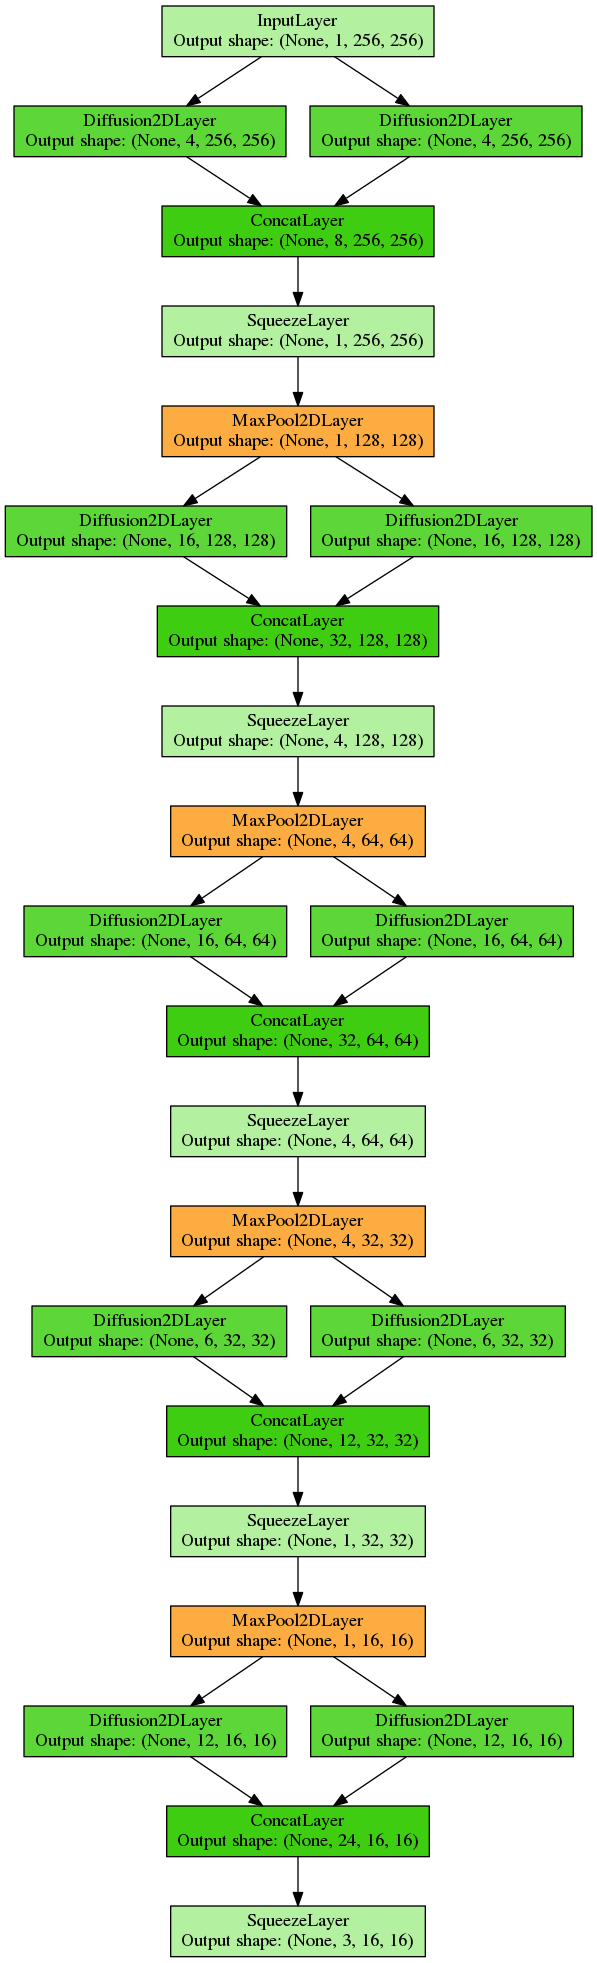 InputLayer
Output shape: (None, 1, 256, 256)
Diffusion2DLayer
Output shape: (None, 4, 256, 256)
Diffusion2DLayer
Output shape: (None, 4, 256, 256)
ConcatLayer
Output shape: (None, 8, 256, 256)
SqueezeLayer
Output shape: (None, 1, 256, 256)
MaxPool2DLayer
Output shape: (None, 1, 128, 128)
Diffusion2DLayer
Output shape: (None, 16, 128, 128)
Diffusion2DLayer
Output shape: (None, 16, 128, 128)
ConcatLayer
Output shape: (None, 32, 128, 128)
SqueezeLayer
Output shape: (None, 4, 128, 128)
MaxPool2DLayer
Output shape: (None, 4, 64, 64)
Diffusion2DLayer
Output shape: (None, 16, 64, 64)
Diffusion2DLayer
Output shape: (None, 16, 64, 64)
ConcatLayer
Output shape: (None, 32, 64, 64)
SqueezeLayer
Output shape: (None, 4, 64, 64)
MaxPool2DLayer
Output shape: (None, 4, 32, 32)
Diffusion2DLayer
Output shape: (None, 6, 32, 32)
Diffusion2DLayer
Output shape: (None, 6, 32, 32)
ConcatLayer
Output shape: (None, 12, 32, 32)
SqueezeLayer
Output shape: (None, 1, 32, 32)
MaxPool2DLayer
Output shape: (None, 1, 16, 16)
Diffusion2DLayer
Output shape: (None, 12, 16, 16)
Diffusion2DLayer
Output shape: (None, 12, 16, 16)
ConcatLayer
Output shape: (None, 24, 16, 16)
SqueezeLayer
Output shape: (None, 3, 16, 16)